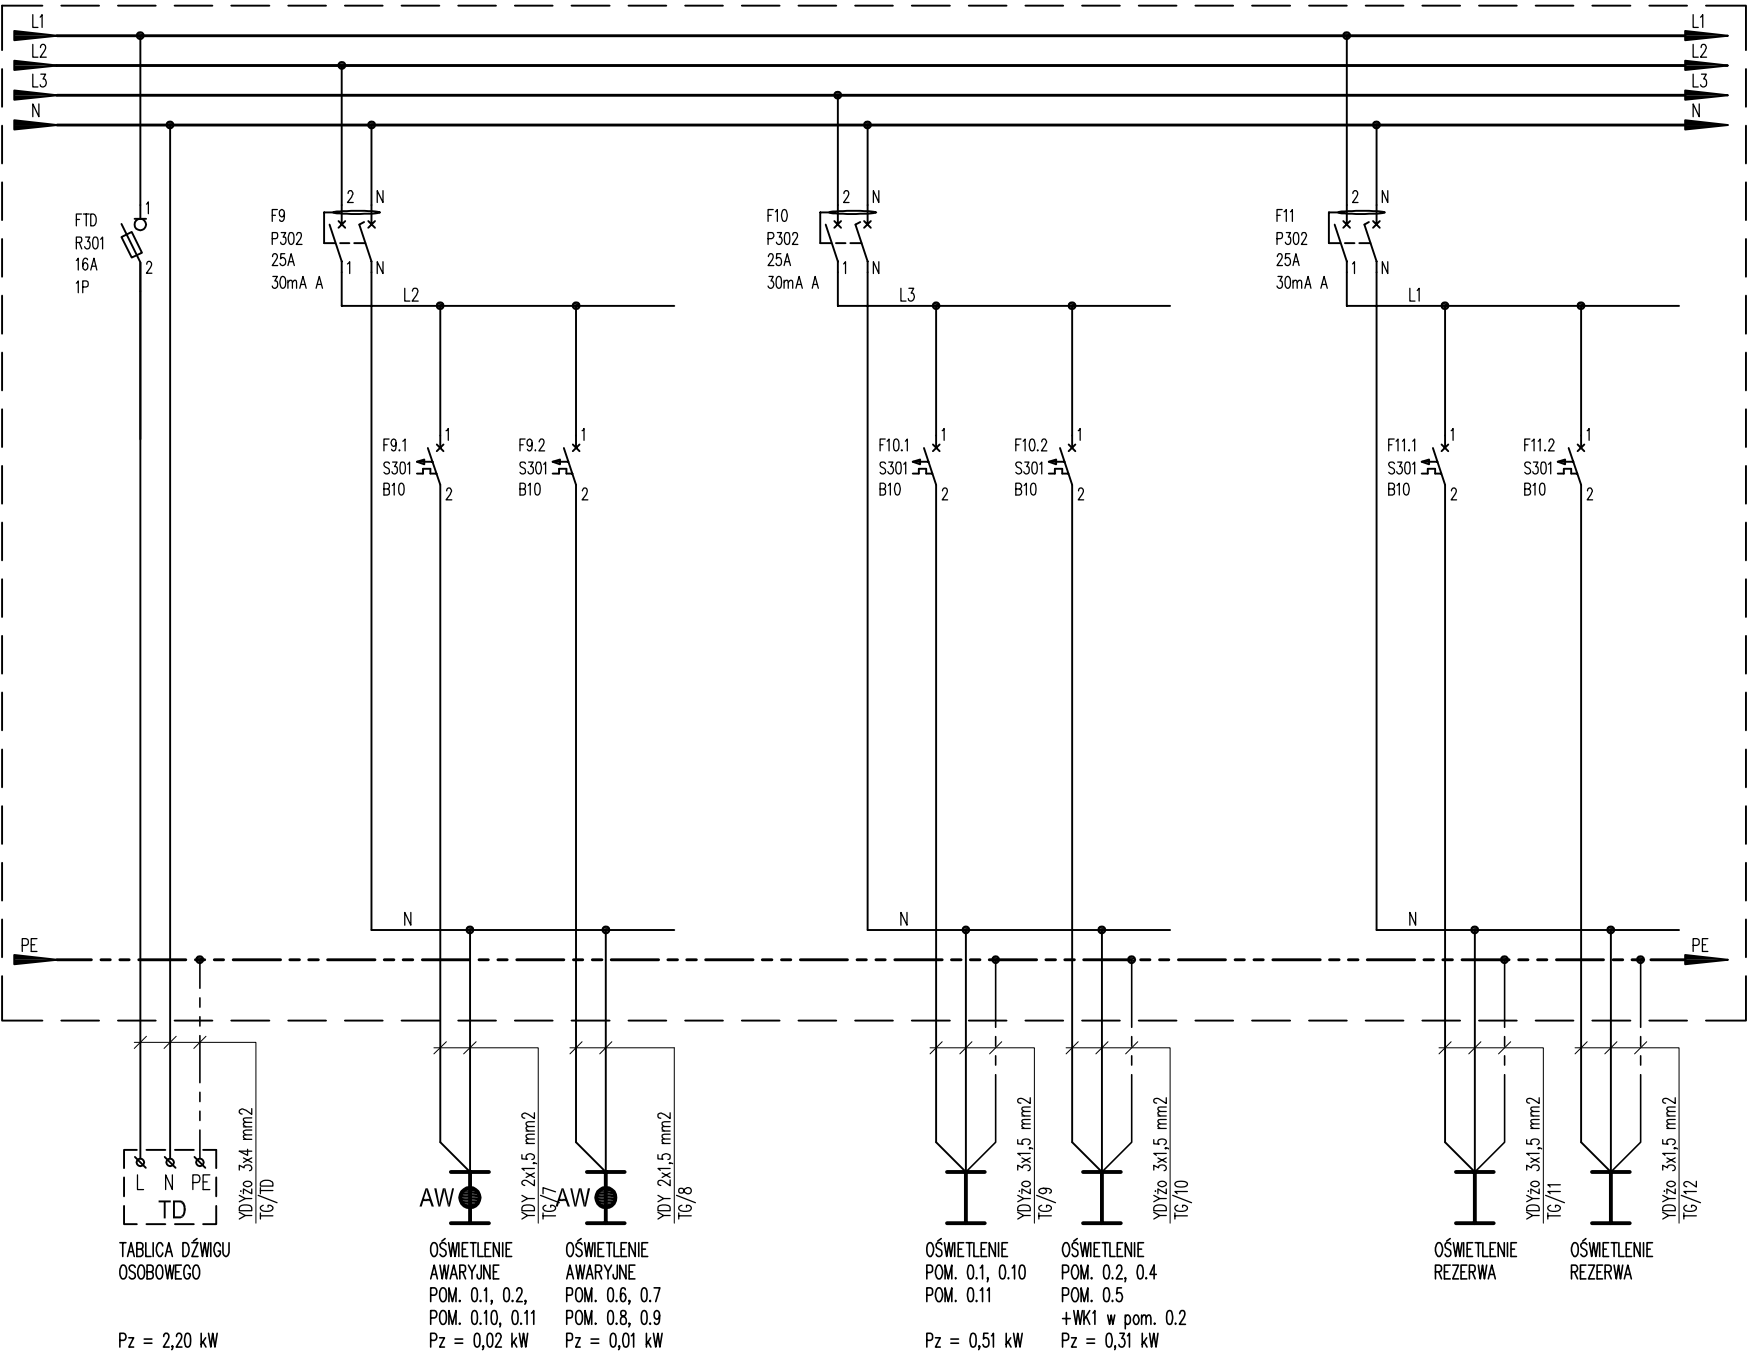 L1
L1
L2
L2
L3
L3
N
N
FTD
R301
16A
1P
1
2
F9
P302
25A
30mA A
2
N
1
N
L2
F10
P302
25A
30mA A
2
N
1
N
L3
F11
P302
25A
30mA A
2
N
1
N
L1
F9.1
S301
B10
1
2
F9.2
S301
B10
1
2
F10.1
S301
B10
1
2
F10.2
S301
B10
1
2
F11.1
S301
B10
1
2
F11.2
S301
B10
1
2
N
N
N
PE
PE
L N PE
TD
YDYżo 3x4 mm2
TG/TD
AW
YDY 2x1,5 mm2
TG/7
AW
YDY 2x1,5 mm2
TG/8
YDYżo 3x1,5 mm2
TG/9
YDYżo 3x1,5 mm2
TG/10
YDYżo 3x1,5 mm2
TG/11
YDYżo 3x1,5 mm2
TG/12
TABLICA DŹWIGU
OSOBOWEGO
Pz = 2,20 kW
OŚWIETLENIE
AWARYJNE
POM. 0.1, 0.2,
POM. 0.10, 0.11
Pz = 0,02 kW
OŚWIETLENIE
AWARYJNE
POM. 0.6, 0.7
POM. 0.8, 0.9
Pz = 0,01 kW
OŚWIETLENIE
POM. 0.1, 0.10
POM. 0.11
Pz = 0,51 kW
OŚWIETLENIE
POM. 0.2, 0.4
POM. 0.5
+WK1 w pom. 0.2
Pz = 0,31 kW
OŚWIETLENIE
REZERWA
OŚWIETLENIE
REZERWA